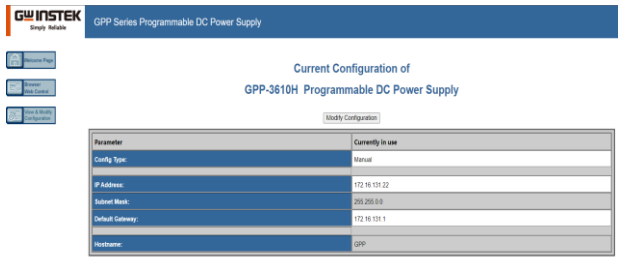 GWINSTEK
Simply Reliable
GPP Series Programmable DC Power Supply
Welcome Page
Browser
Web Control
View & Modify
Configuration
Current Configuration of
GPP-3610H Programmable DC Power Supply
Modify Configuration
Parameter Currently in use
Config Type: Manual
IP Address: 172.16.131.22
Subnet Mask: 255.255.0.0
Default Gateway: 172.16.131.1
Hostname: GPP